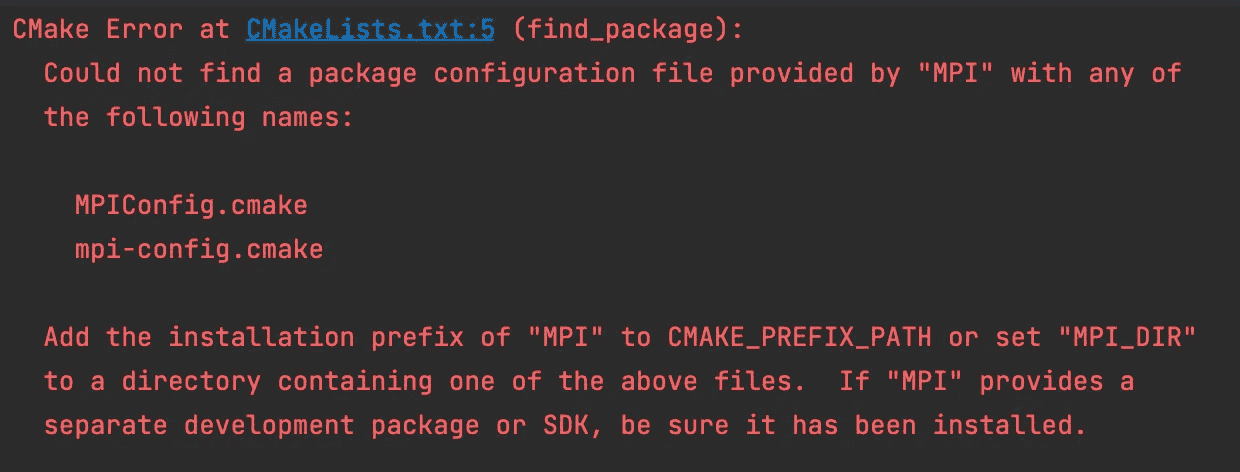 CMake Error at CMakeLists.txt:5 (find_package):
Could not find a package configuration file provided by "MPI" with any of
the following names:
MPIConfig.cmake
mpi-config.cmake
Add the installation prefix of "MPI" to CMAKE_PREFIX_PATH or set "MPI_DIR"
to a directory containing one of the above files.  If "MPI" provides a
separate development package or SDK, be sure it has been installed.